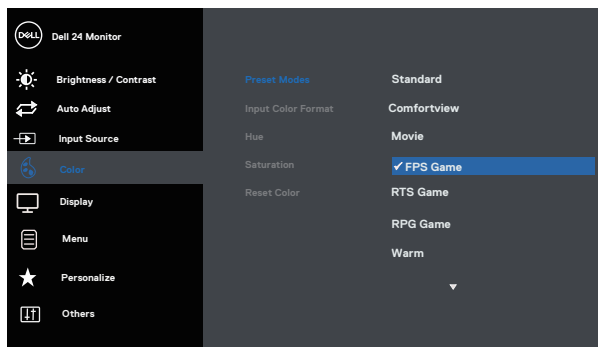 DELL Dell 24 Monitor
Brightness / Contrast
Auto Adjust
Input Source
Color
Display
Menu
Personalize
Others
Preset Modes
Input Color Format
Hue
Saturation
Reset Color
Standard
Comfortview
Movie
✓ FPS Game
RTS Game
RPG Game
Warm